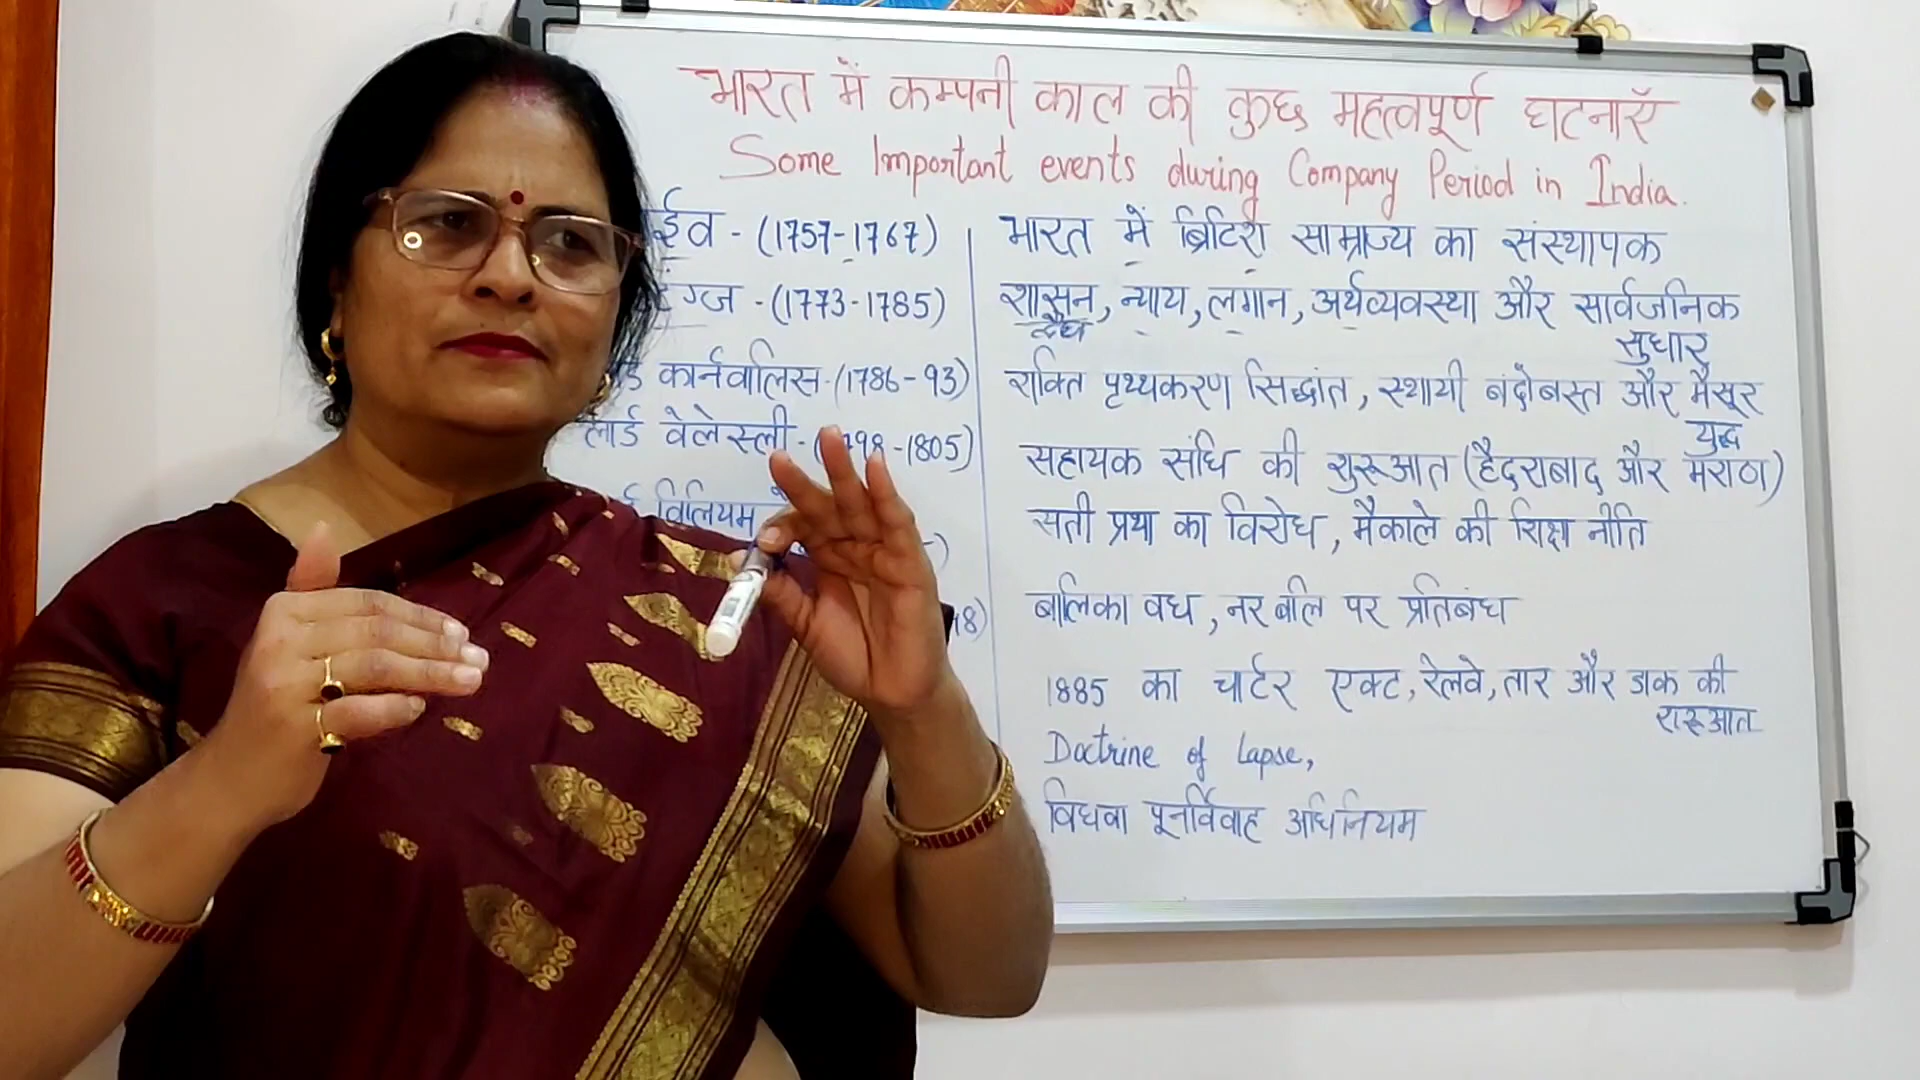 भारत में कम्पनी काल की कुछ महत्वपूर्ण घटनाएँ
Some Important events during Company Period in India.
ईव - (1757-1767) भारत में ब्रिटिश साम्राज्य का संस्थापक
ंग्ज - (1773-1785) शासन, न्याय, लगान, अर्थव्यवस्था और सार्वजनिक
द्वैध सुधार
कार्नवालिस - (1786-93) शक्ति पृथ्यकरण सिद्धांत, स्थायी बंदोबस्त और मैसूर
युद्ध
लार्ड वेलेस्ली - (1798-1805) सहायक संधि की शुरूआत (हैदराबाद और मराठा)
विलियम सती प्रथा का विरोध, मैकाले की शिक्षा नीति
48) बालिका वध, नर बलि पर प्रतिबंध
1885 का चार्टर एक्ट, रेलवे, तार और डाक की
शुरूआत
Doctrine of Lapse,
विधवा पूनर्विवाह अधिनियम